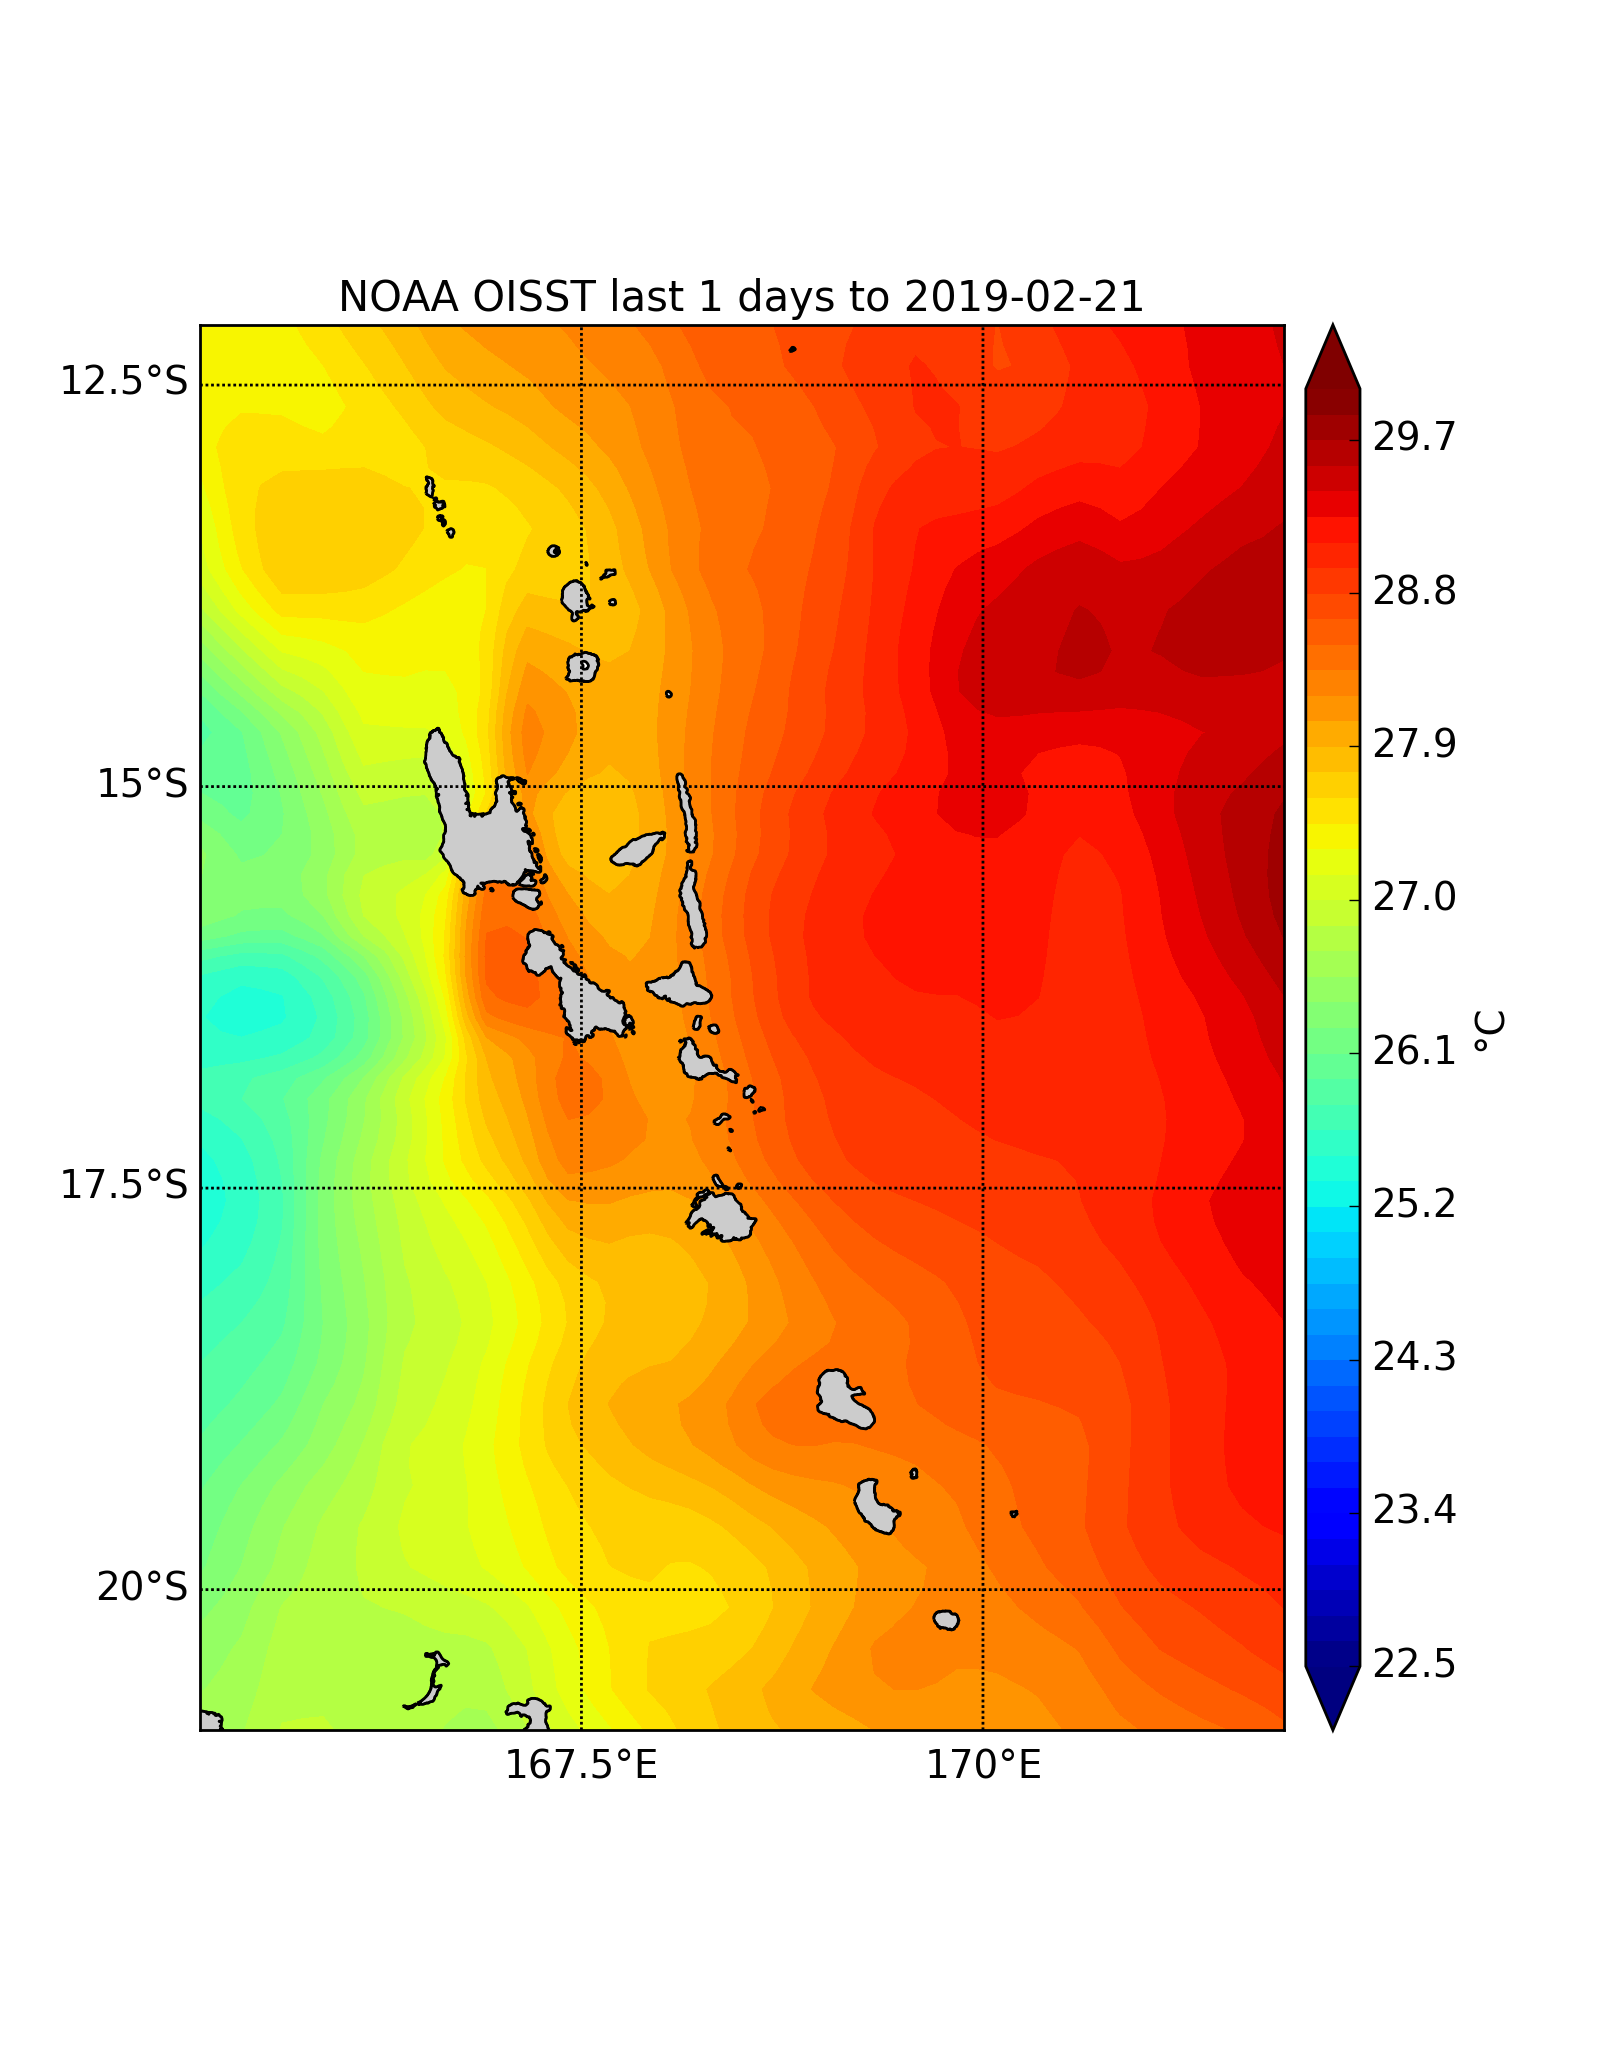 NOAA OISST last 1 days to 2019-02-21
12.5°S
15°S
17.5°S
20°S
167.5°E
170°E
29.7
28.8
27.9
27.0
26.1
25.2
24.3
23.4
22.5
°C